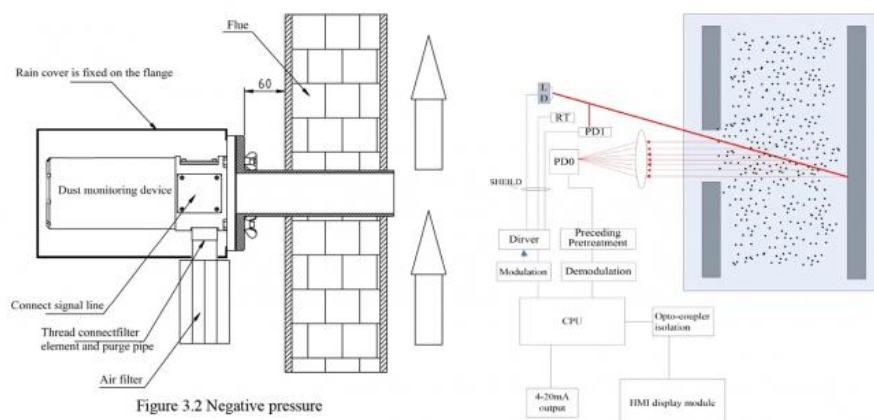 Flue
Rain cover is fixed on the flange
60
Dust monitoring device
Connect signal line
Thread connectfilter
element and purge pipe
Air filter
Figure 3.2 Negative pressure
L
D
RT
PD1
PD0
SHEILD
Dirver
Preceding
Pretreatment
Modulation
Demodulation
CPU
Opto-coupler
isolation
4-20mA
output
HMI display module